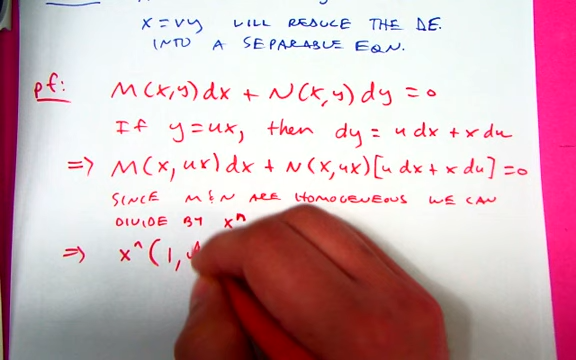 x = vy WILL REDUCE THE DE.
INTO A SEPARABLE EQN.
pf: M(x,y)dx + N(x,y)dy = 0
If y = ux, then dy = u dx + x du
=> M(x, ux)dx + N(x,ux)[u dx + x du] = 0
SINCE M & N ARE HOMOGENEOUS WE CAN
DIVIDE BY x^n
=> x^n(1, u